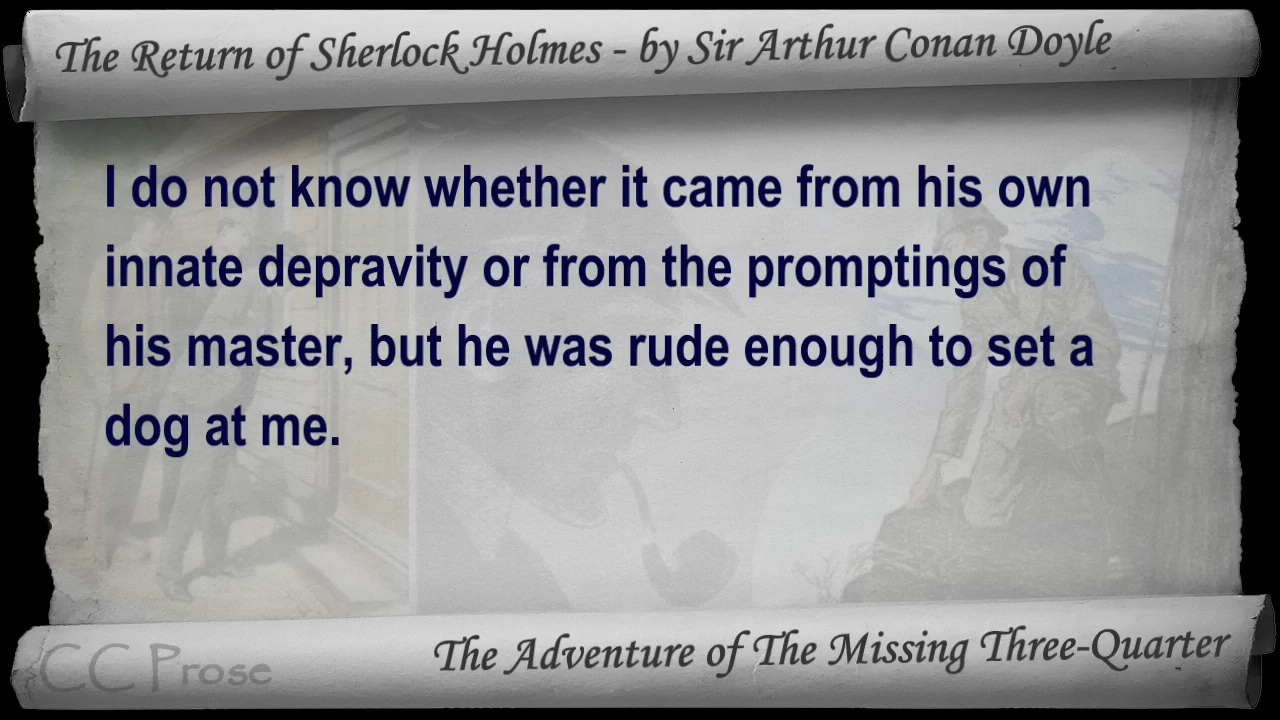 The Return of Sherlock Holmes - by Sir Arthur Conan Doyle
I do not know whether it came from his own
innate depravity or from the promptings of
his master, but he was rude enough to set a
dog at me.
The Adventure of The Missing Three-Quarter
CC Prose